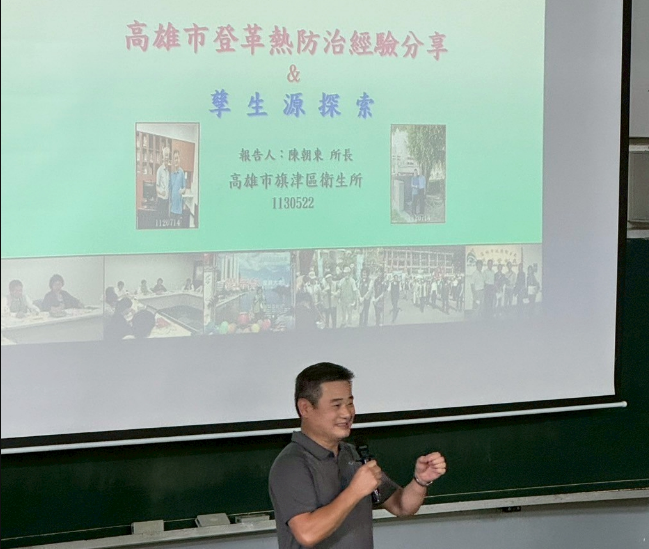 高雄市登革熱防治經驗分享
&
孳生源探索
報告人：陳朝東 所長
高雄市旗津區衛生所
1130522